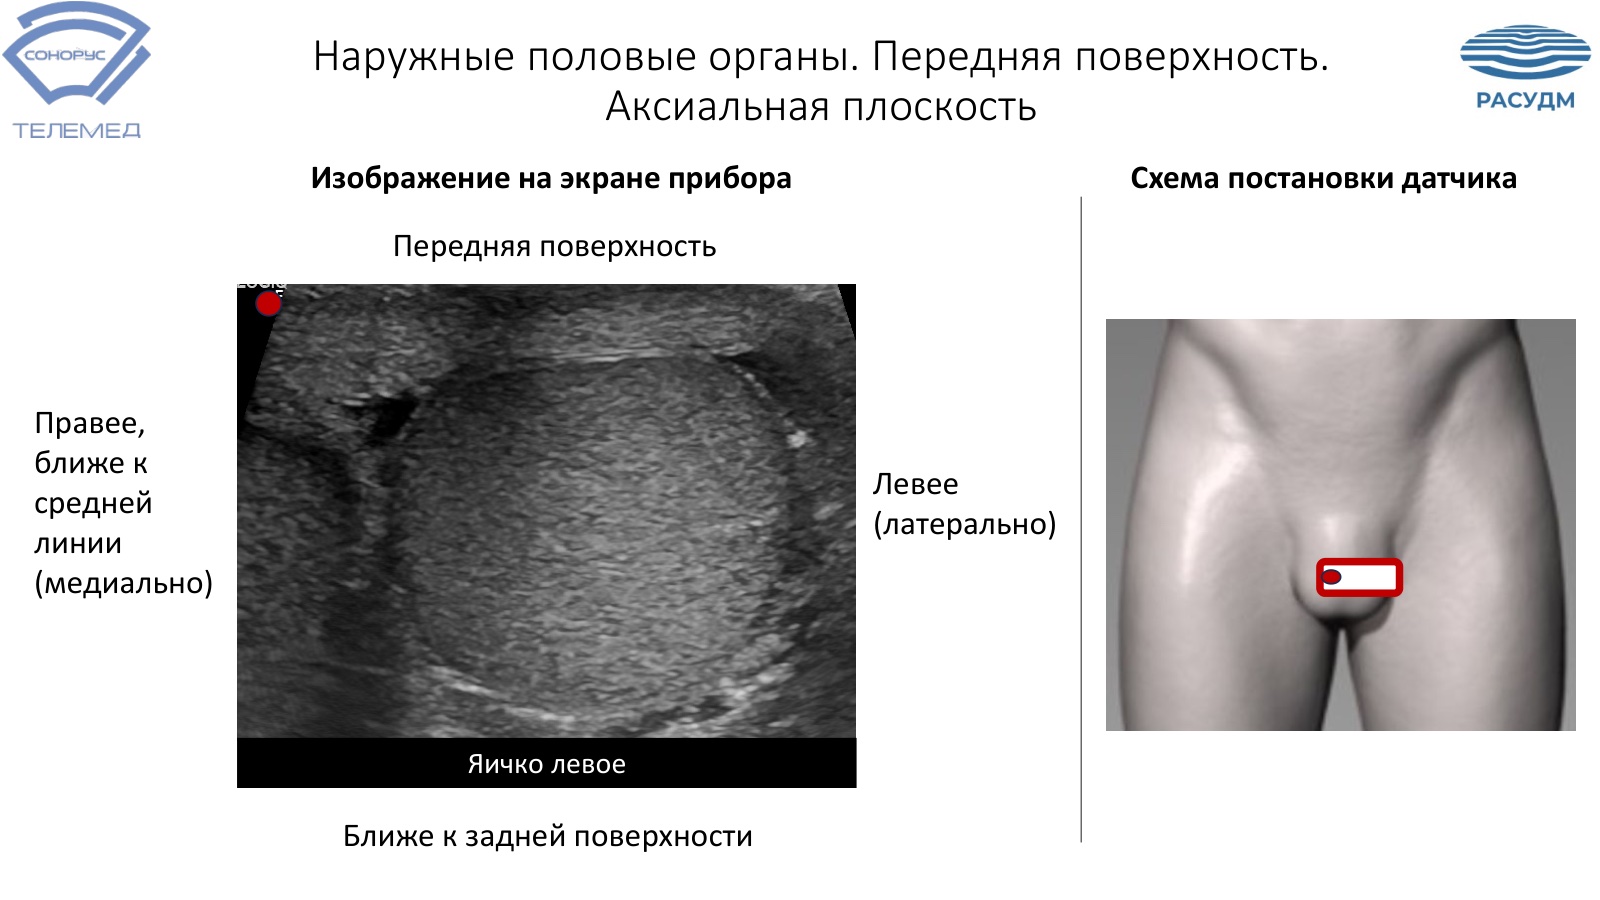 СОНОРУС
ТЕЛЕМЕД
Наружные половые органы. Передняя поверхность.
Аксиальная плоскость
РАСУДМ
Изображение на экране прибора
Схема постановки датчика
Передняя поверхность
Правее,
ближе к
средней
линии
(медиально)
Левее
(латерально)
Яичко левое
Ближе к задней поверхности